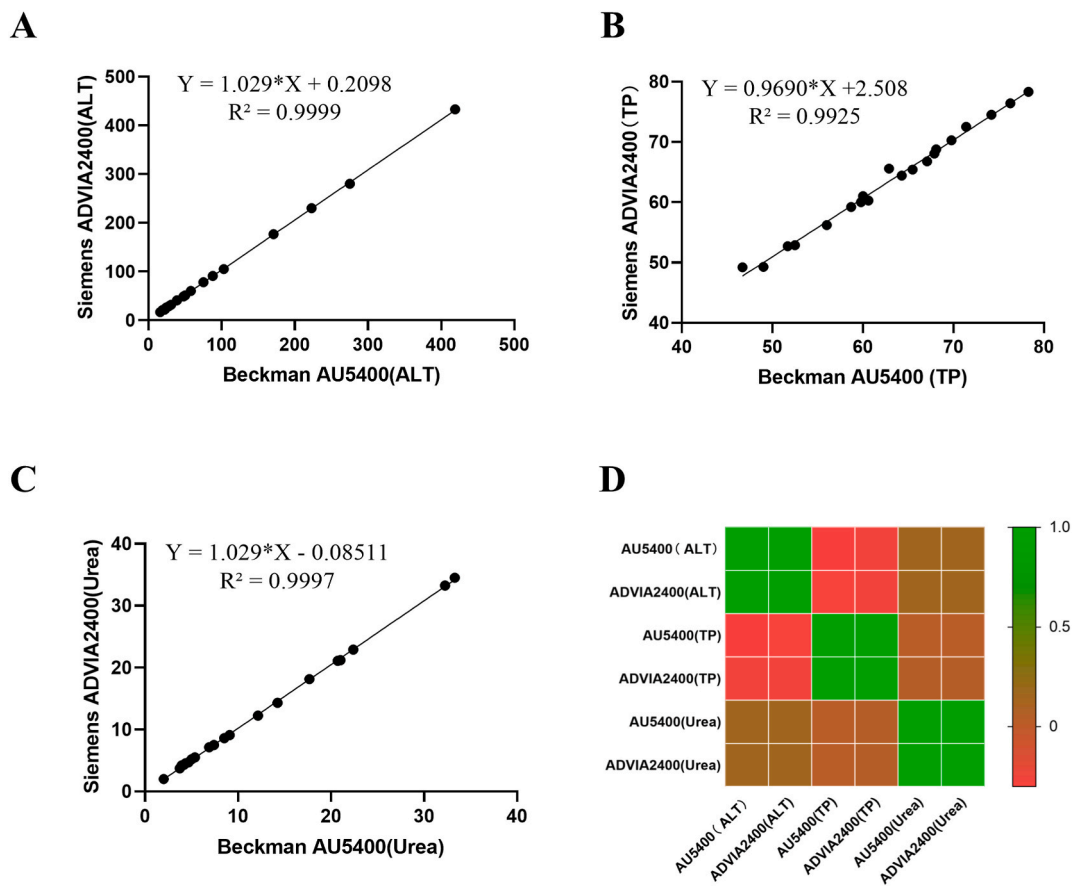 A
Y = 1.029*X + 0.2098
R² = 0.9999
Siemens ADVIA2400(ALT)
500
400
300
200
100
0
0 100 200 300 400 500
Beckman AU5400(ALT)
B
Y = 0.9690*X +2.508
R² = 0.9925
Siemens ADVIA2400（TP）
80
70
60
50
40
40 50 60 70 80
Beckman AU5400 (TP)
C
Y = 1.029*X - 0.08511
R² = 0.9997
Siemens ADVIA2400(Urea)
40
30
20
10
0
0 10 20 30 40
Beckman AU5400(Urea)
D
AU5400（ALT）
ADVIA2400(ALT)
AU5400(TP)
ADVIA2400(TP)
AU5400(Urea)
ADVIA2400(Urea)
AU5400（ALT）
ADVIA2400(ALT)
AU5400(TP)
ADVIA2400(TP)
AU5400(Urea)
ADVIA2400(Urea)
1.0
0.5
0